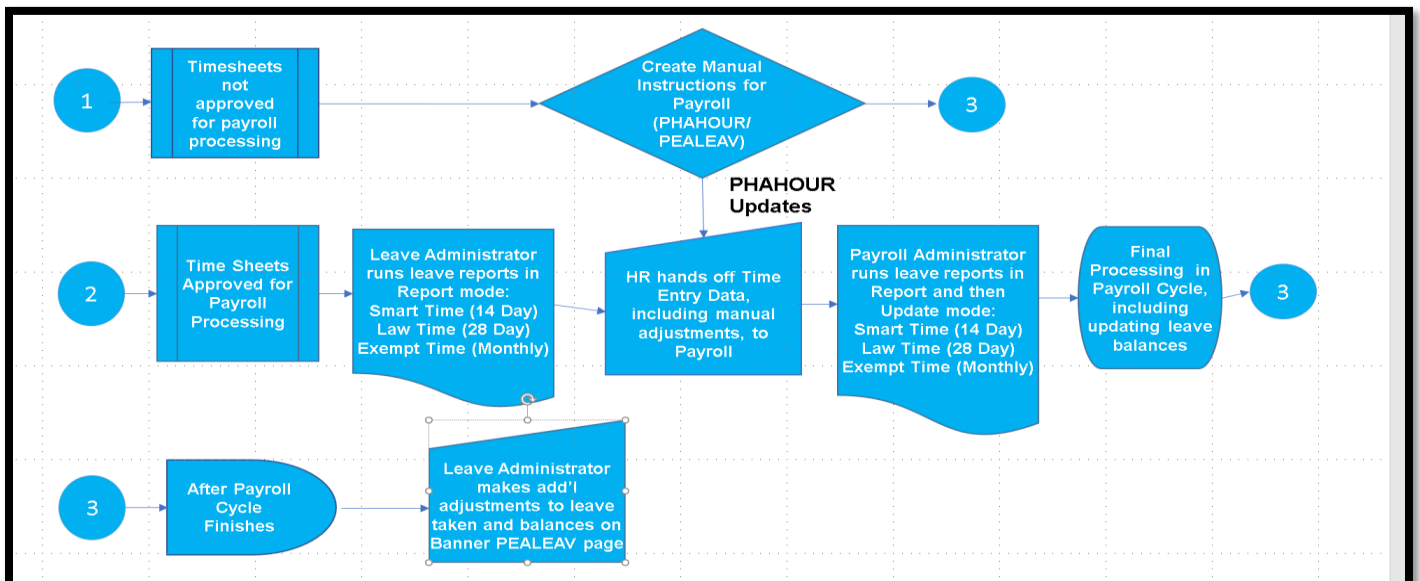 1
Timesheets
not
approved
for payroll
processing
Create Manual
Instructions for
Payroll
(PHAHOUR/
PEALEAV)
3
PHAHOUR
Updates
2
Time Sheets
Approved for
Payroll
Processing
Leave Administrator
runs leave reports in
Report mode:
Smart Time (14 Day)
Law Time (28 Day)
Exempt Time (Monthly)
HR hands off Time
Entry Data,
including manual
adjustments, to
Payroll
Payroll Administrator
runs leave reports in
Report and then
Update mode:
Smart Time (14 Day)
Law Time (28 Day)
Exempt Time (Monthly)
Final
Processing in
Payroll Cycle,
including
updating leave
balances
3
3
After Payroll
Cycle
Finishes
Leave Administrator
makes add’l
adjustments to leave
taken and balances on
Banner PEALEAV page